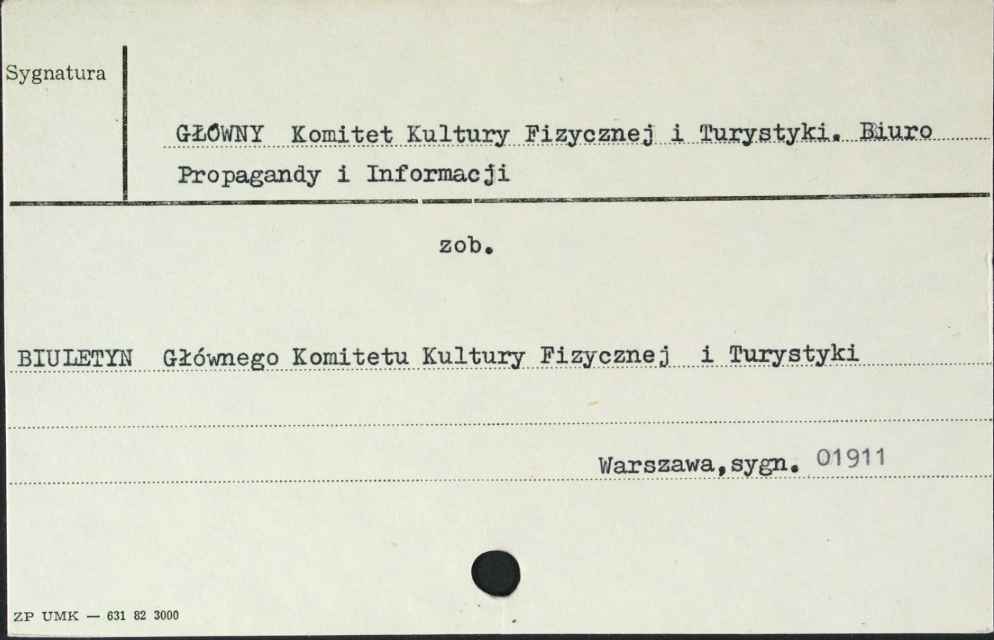 Sygnatura
GŁÓWNY Komitet Kultury Fizycznej i Turystyki. Biuro
Propagandy i Informacji
zob.
BIULETYN Głównego Komitetu Kultury Fizycznej i Turystyki
Warszawa,sygn. 01911
ZP UMK — 631 82 3000